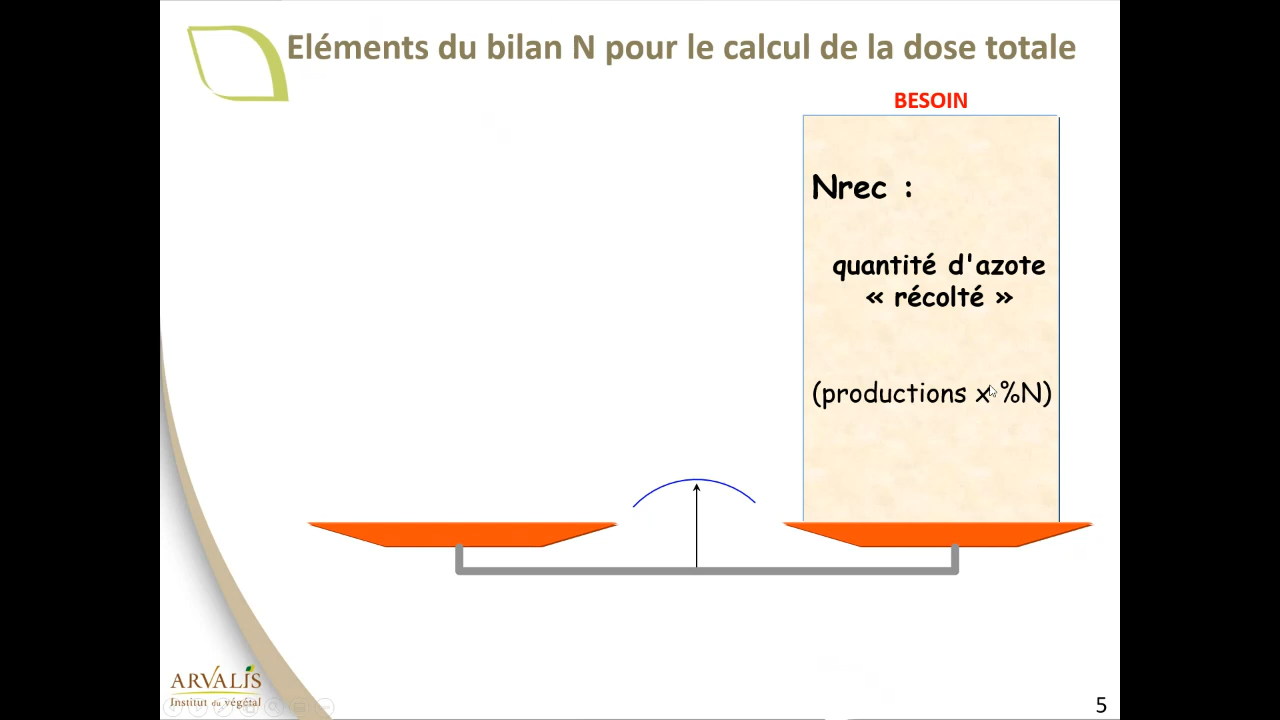 Eléments du bilan N pour le calcul de la dose totale
BESOIN
Nrec :
quantité d'azote
« récolté »
(productions x %N)
ARVALIS
Institut du végétal
5